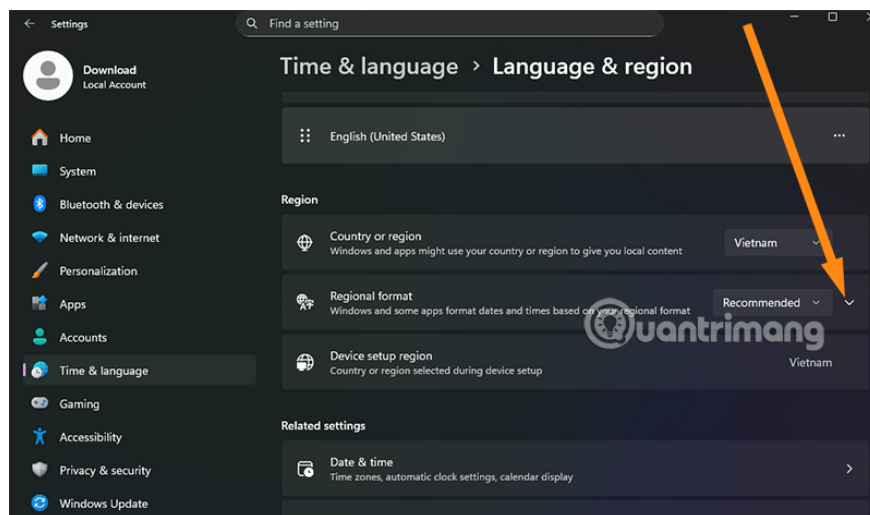 Settings
Find a setting
Download
Local Account
Home
System
Bluetooth & devices
Network & internet
Personalization
Apps
Accounts
Time & language
Gaming
Accessibility
Privacy & security
Windows Update
Time & language > Language & region
English (United States)
Region
Country or region
Windows and apps might use your country or region to give you local content
Vietnam
Regional format
Windows and some apps format dates and times based on your regional format
Recommended
Quantrimang
Device setup region
Country or region selected during device setup
Vietnam
Related settings
Date & time
Time zones, automatic clock settings, calendar display